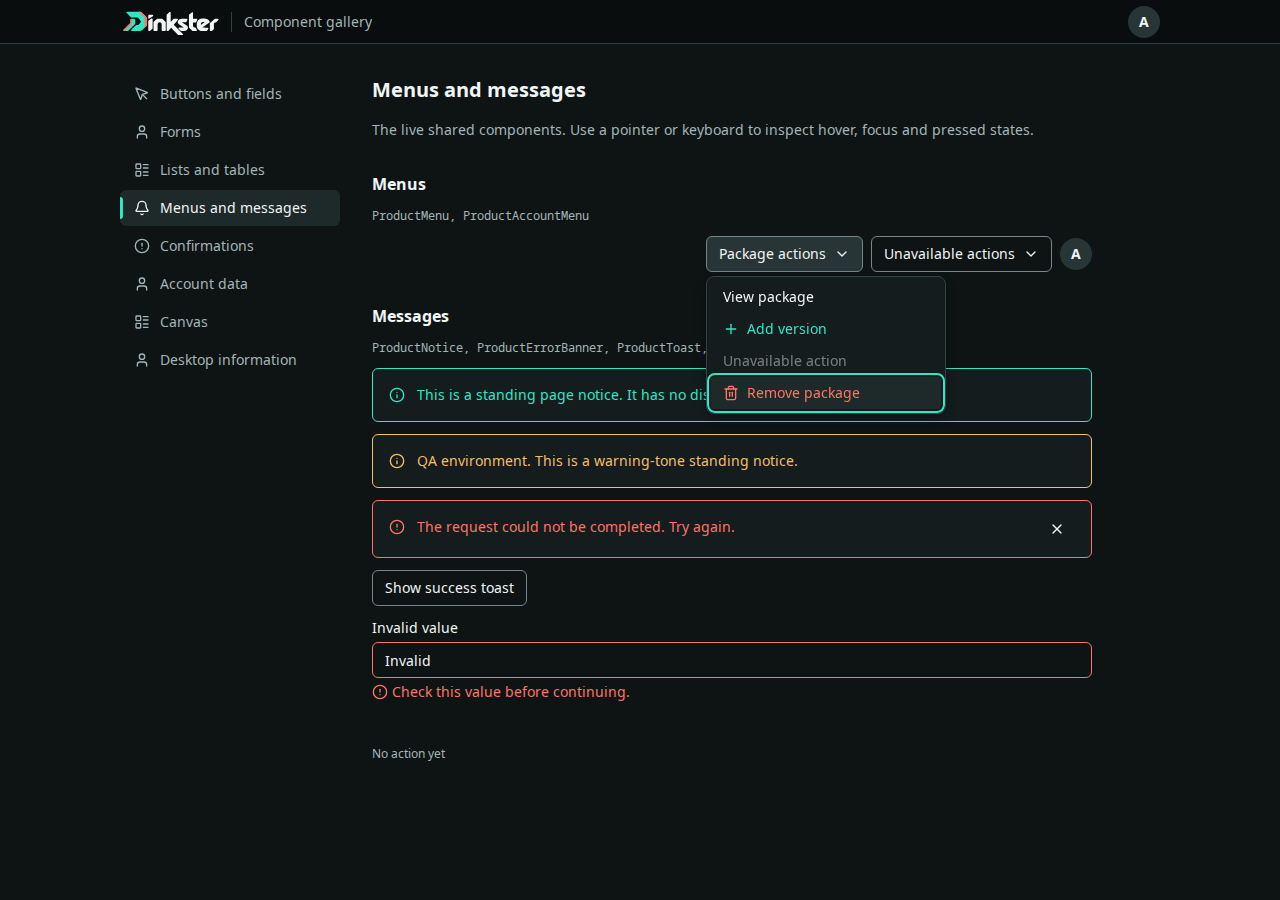 Dinkster
Component gallery
A
Buttons and fields
Forms
Lists and tables
Menus and messages
Confirmations
Account data
Canvas
Desktop information
Menus and messages
The live shared components. Use a pointer or keyboard to inspect hover, focus and pressed states.
Menus
ProductMenu, ProductAccountMenu
Package actions
Unavailable actions
A
View package
Add version
Unavailable action
Remove package
Messages
ProductNotice, ProductErrorBanner, ProductToast,
This is a standing page notice. It has no
QA environment. This is a warning-tone standing notice.
The request could not be completed. Try again.
Show success toast
Invalid value
Invalid
Check this value before continuing.
No action yet